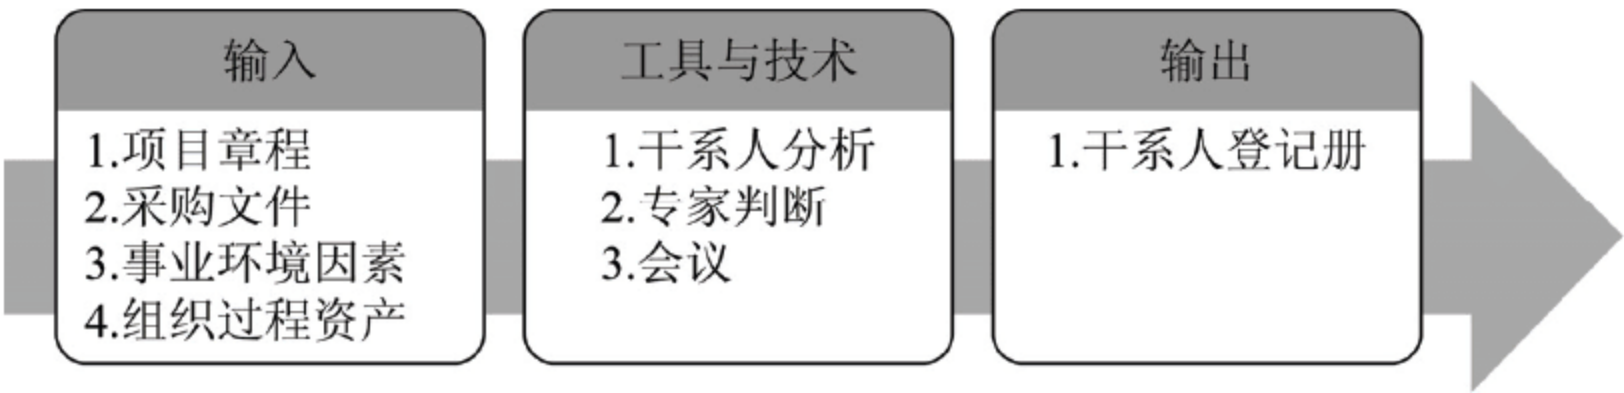 输入
1.项目章程
2.采购文件
3.事业环境因素
4.组织过程资产
工具与技术
1.干系人分析
2.专家判断
3.会议
输出
1.干系人登记册